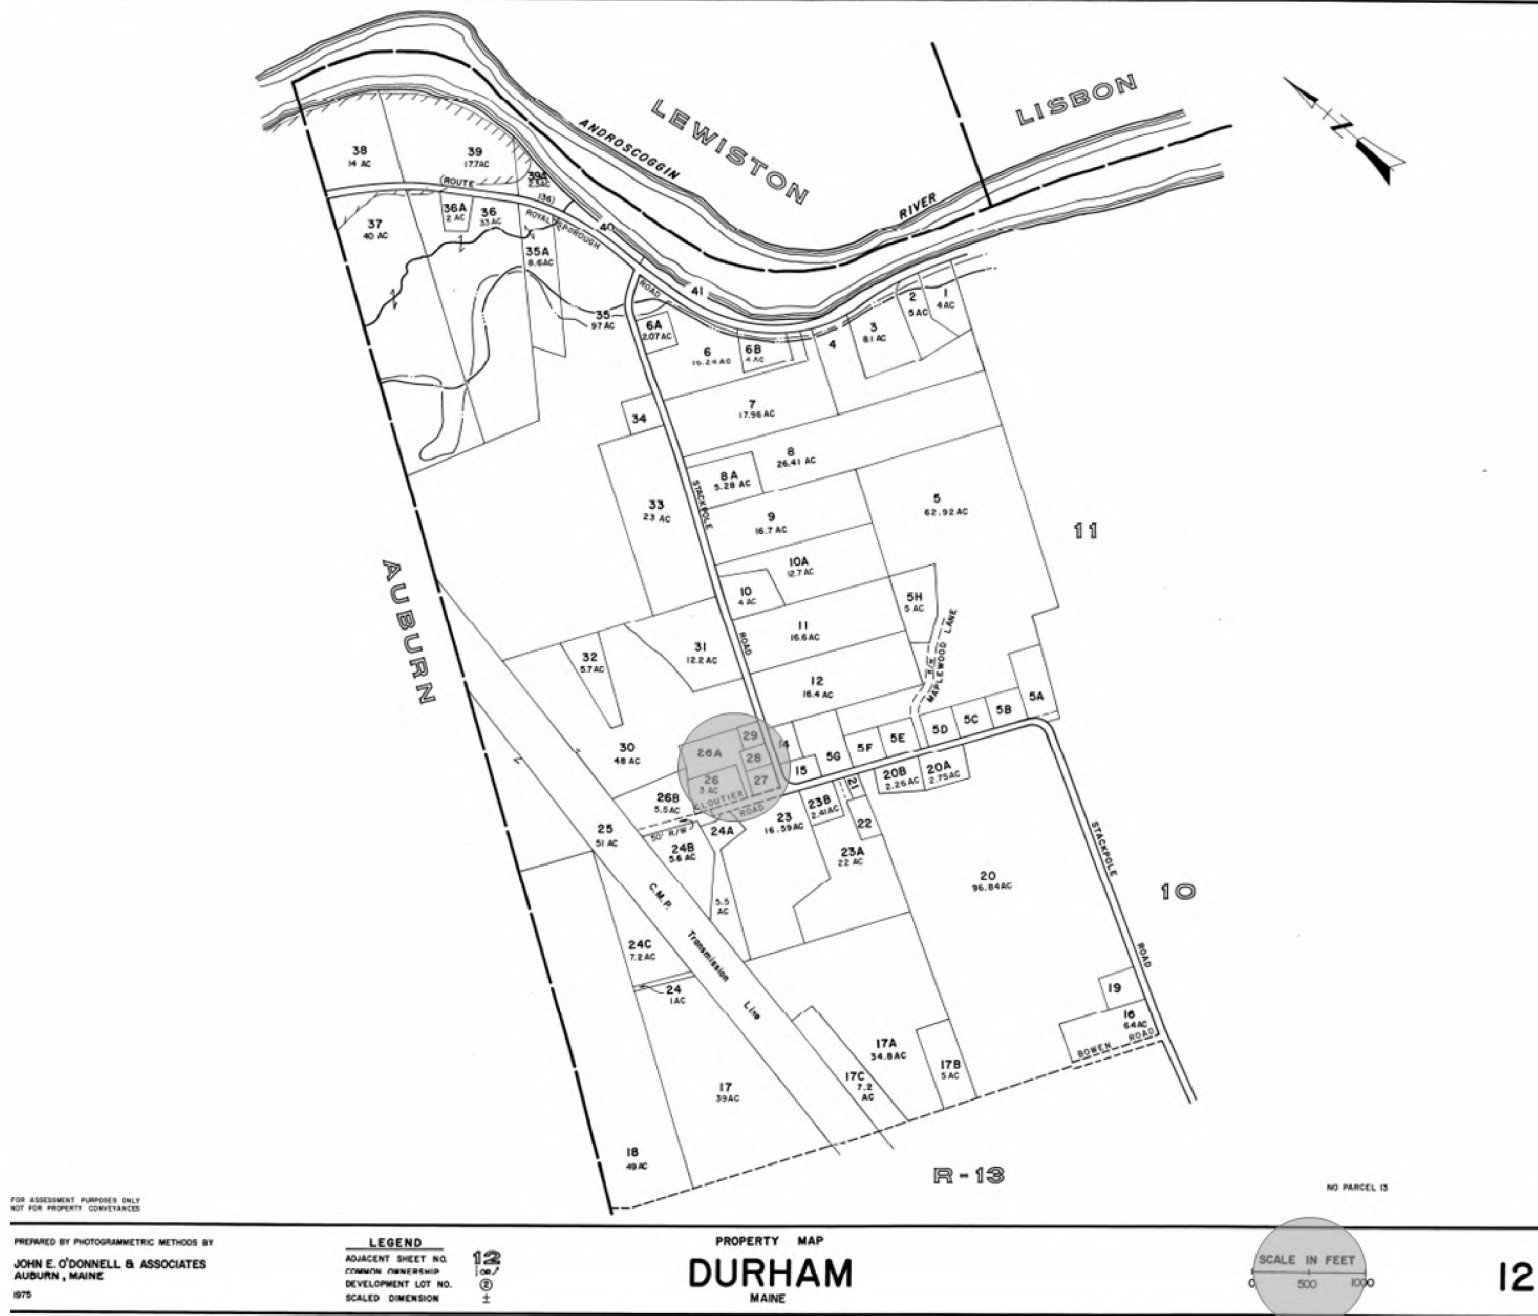 LEWISTON
LISBON
ANDROSCOGGIN
RIVER
N
38
14 AC
39
17.7AC
39A
2.3AC
(ROUTE
136)
36A
2 AC
36
33 AC
ROYALSBOROUGH
ROAD
40
37
40 AC
35A
8.6AC
41
35
97 AC
6A
2.07AC
6
16.24 AC
6B
4 AC
4
3
8.1 AC
2
5 AC
1
4 AC
7
17.96 AC
34
8
26.41 AC
8A
5.28 AC
STACKPOLE
ROAD
33
23 AC
9
16.7 AC
5
62.92 AC
11
10A
12.7 AC
10
4 AC
5H
5 AC
AUBURN
11
16.6 AC
R/W
MAPLEWOOD LANE
32
5.7 AC
31
12.2 AC
12
16.4 AC
5A
5B
5C
5D
5E
5F
5G
14
15
29
28
27
26A
26
3 AC
30
48 AC
CLOUTIER
ROAD
26B
5.5AC
50' R/W
20B
2.26AC
20A
2.75AC
21
23B
2.41AC
22
23
16.59AC
24A
25
51 AC
24B
5.6 AC
23A
22 AC
STACKPOLE
ROAD
20
96.84AC
10
C.M.P.
Transmission
Line
5.5
AC
24C
7.2AC
24
1 AC
19
16
6.4AC
BOWEN ROAD
17A
34.8AC
17B
5 AC
17C
7.2
AC
17
39AC
18
49 AC
R-13
NO PARCEL 13
FOR ASSESSMENT PURPOSES ONLY
NOT FOR PROPERTY CONVEYANCES
PREPARED BY PHOTOGRAMMETRIC METHODS BY
JOHN E. O'DONNELL & ASSOCIATES
AUBURN, MAINE
1975
LEGEND
ADJACENT SHEET NO. 12
COMMON OWNERSHIP
DEVELOPMENT LOT NO. 2
SCALED DIMENSION ±
PROPERTY MAP
DURHAM
MAINE
SCALE IN FEET
0 500 1000
12